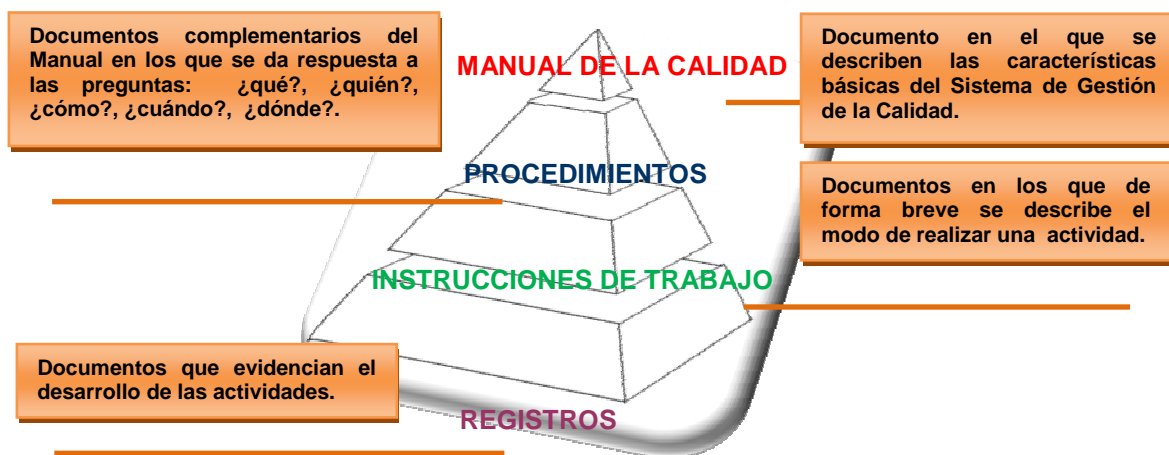 Documentos complementarios del
Manual en los que se da respuesta a
las preguntas: ¿qué?, ¿quién?,
¿cómo?, ¿cuándo?, ¿dónde?.
MANUAL DE LA CALIDAD
Documento en el que se
describen las características
básicas del Sistema de Gestión
de la Calidad.
PROCEDIMIENTOS
Documentos en los que de
forma breve se describe el
modo de realizar una actividad.
INSTRUCCIONES DE TRABAJO
Documentos que evidencian el
desarrollo de las actividades.
REGISTROS